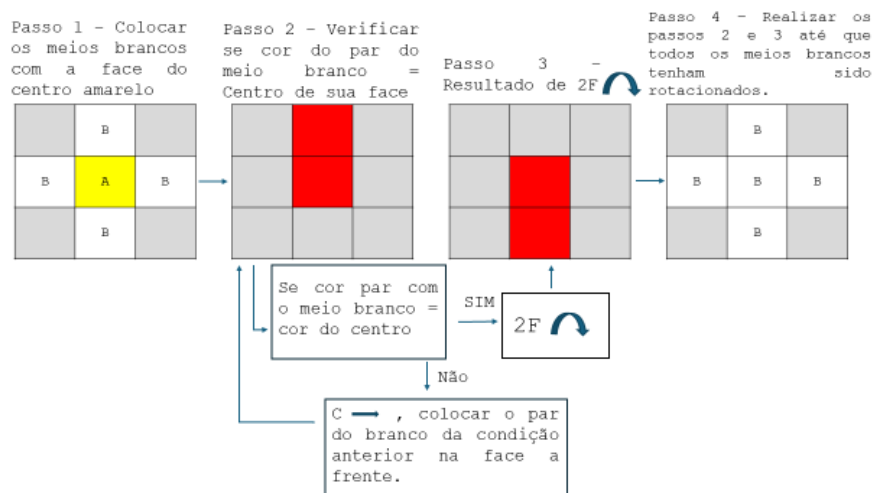 Passo 1 – Colocar
os meios brancos
com a face do
centro amarelo
Passo 2 – Verificar
se cor do par do
meio branco =
Centro de sua face
Passo 3 –
Resultado de 2F
Passo 4 – Realizar os
passos 2 e 3 até que
todos os meios brancos
tenham sido
rotacionados.
B
B A B
B
B
B B B
B
Se cor par com
o meio branco =
cor do centro
SIM
2F
Não
C , colocar o par
do branco da condição
anterior na face a
frente.